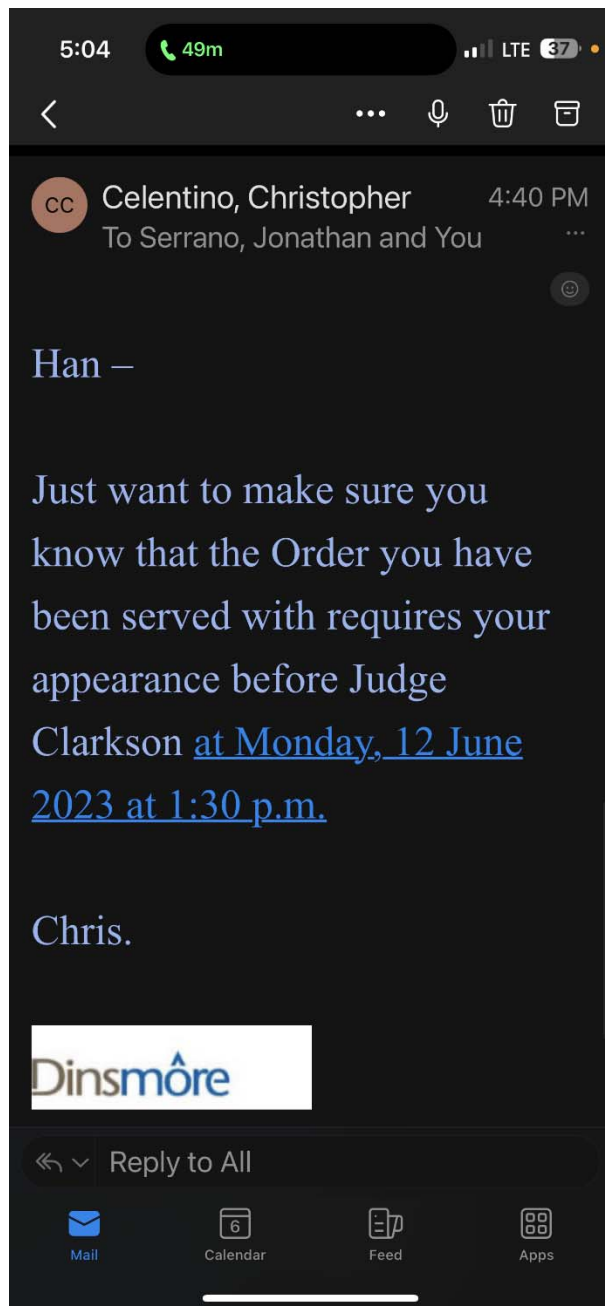 5:04
49m
LTE
37
CC
Celentino, Christopher
4:40 PM
To Serrano, Jonathan and You
Han –
Just want to make sure you
know that the Order you have
been served with requires your
appearance before Judge
Clarkson at Monday, 12 June
2023 at 1:30 p.m.
Chris.
Dinsmôre
Reply to All
6
Mail
Calendar
Feed
Apps